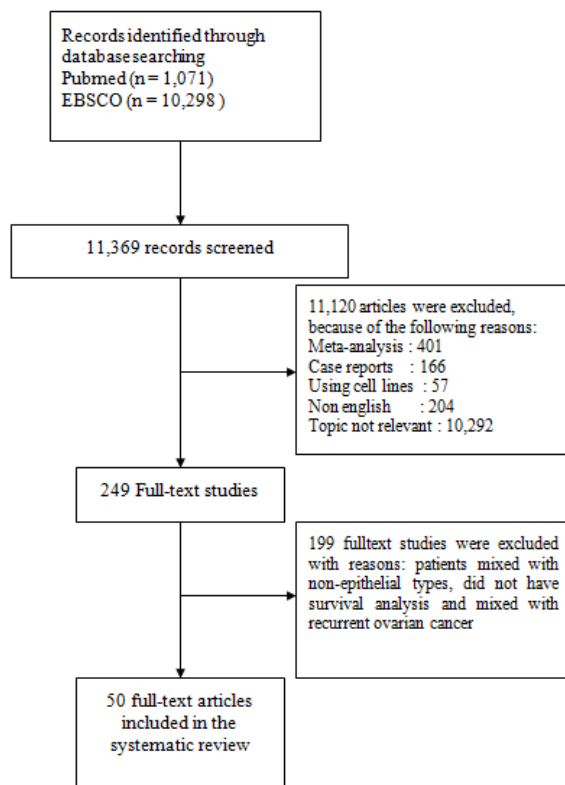 Records identified through
database searching
Pubmed (n = 1,071)
EBSCO (n = 10,298 )
11,369 records screened
11,120 articles were excluded,
because of the following reasons:
Meta-analysis : 401
Case reports : 166
Using cell lines : 57
Non english : 204
Topic not relevant : 10,292
249 Full-text studies
199 fulltext studies were excluded
with reasons: patients mixed with
non-epithelial types, did not have
survival analysis and mixed with
recurrent ovarian cancer
50 full-text articles
included in the
systematic review